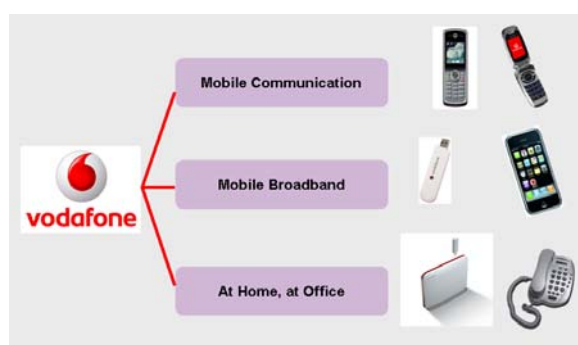 Mobile Communication
vodafone
Mobile Broadband
At Home, at Office